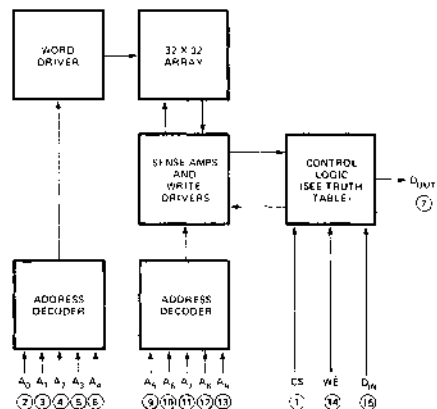 WORD
DRIVER
32 X 32
ARRAY
SENSE AMPS
AND
WRITE
DRIVERS
CONTROL
LOGIC
(SEE TRUTH
TABLE)
DOUT
7
ADDRESS
DECODER
ADDRESS
DECODER
A0 A1 A2 A3 A4
2 3 4 5 6
A5 A6 A7 A8 A9
9 10 11 12 13
CS WE DIN
1 14 15